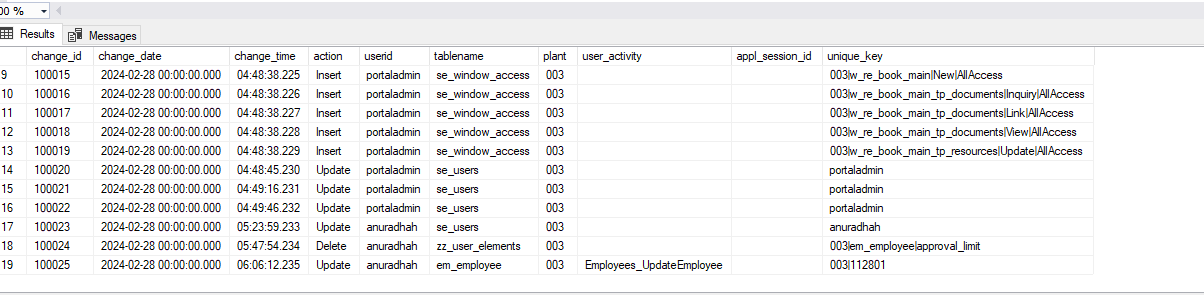 00 %
Results Messages
change_id change_date change_time action userid tablename plant user_activity appl_session_id unique_key
9 100015 2024-02-28 00:00:00.000 04:48:38.225 Insert portaladmin se_window_access 003 003|w_re_book_main|New|AllAccess
10 100016 2024-02-28 00:00:00.000 04:48:38.226 Insert portaladmin se_window_access 003 003|w_re_book_main_tp_documents|Inquiry|AllAccess
11 100017 2024-02-28 00:00:00.000 04:48:38.227 Insert portaladmin se_window_access 003 003|w_re_book_main_tp_documents|Link|AllAccess
12 100018 2024-02-28 00:00:00.000 04:48:38.228 Insert portaladmin se_window_access 003 003|w_re_book_main_tp_documents|View|AllAccess
13 100019 2024-02-28 00:00:00.000 04:48:38.229 Insert portaladmin se_window_access 003 003|w_re_book_main_tp_resources|Update|AllAccess
14 100020 2024-02-28 00:00:00.000 04:48:45.230 Update portaladmin se_users 003 portaladmin
15 100021 2024-02-28 00:00:00.000 04:49:16.231 Update portaladmin se_users 003 portaladmin
16 100022 2024-02-28 00:00:00.000 04:49:46.232 Update portaladmin se_users 003 portaladmin
17 100023 2024-02-28 00:00:00.000 05:23:59.233 Update anuradhah se_users 003 anuradhah
18 100024 2024-02-28 00:00:00.000 05:47:54.234 Delete anuradhah zz_user_elements 003 003|em_employee|approval_limit
19 100025 2024-02-28 00:00:00.000 06:06:12.235 Update anuradhah em_employee 003 Employees_UpdateEmployee 003|112801